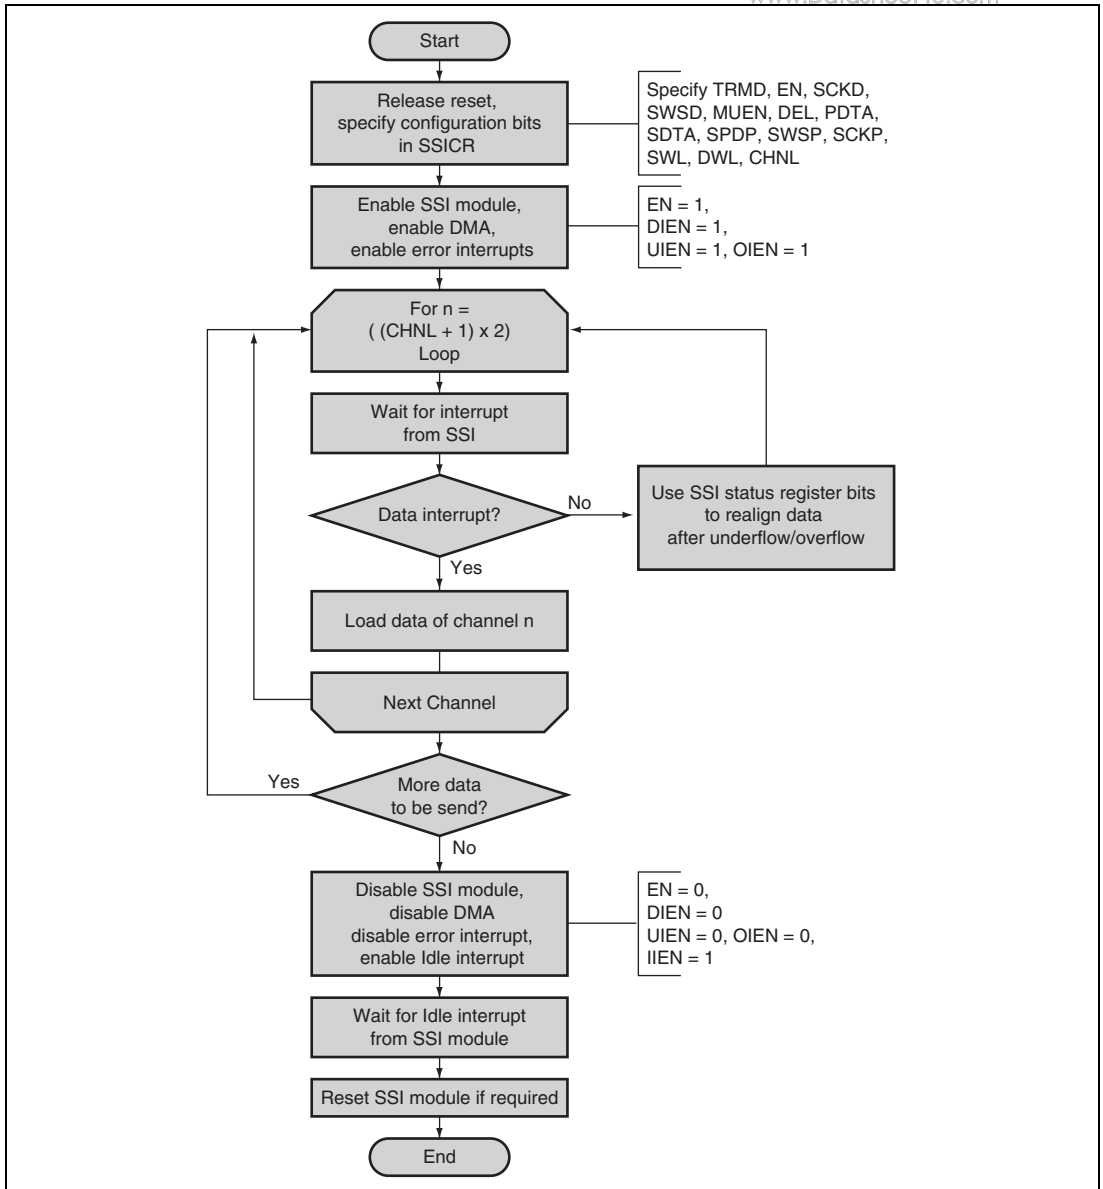 Start
Release reset,
specify configuration bits
in SSICR
Specify TRMD, EN, SCKD,
SWSD, MUEN, DEL, PDTA,
SDTA, SPDP, SWSP, SCKP,
SWL, DWL, CHNL
Enable SSI module,
enable DMA,
enable error interrupts
EN = 1,
DIEN = 1,
UIEN = 1, OIEN = 1
For n =
( (CHNL + 1) x 2)
Loop
Wait for interrupt
from SSI
Data interrupt?
No
Use SSI status register bits
to realign data
after underflow/overflow
Yes
Load data of channel n
Next Channel
Yes
More data
to be send?
No
Disable SSI module,
disable DMA
disable error interrupt,
enable Idle interrupt
EN = 0,
DIEN = 0
UIEN = 0, OIEN = 0,
IIEN = 1
Wait for Idle interrupt
from SSI module
Reset SSI module if required
End